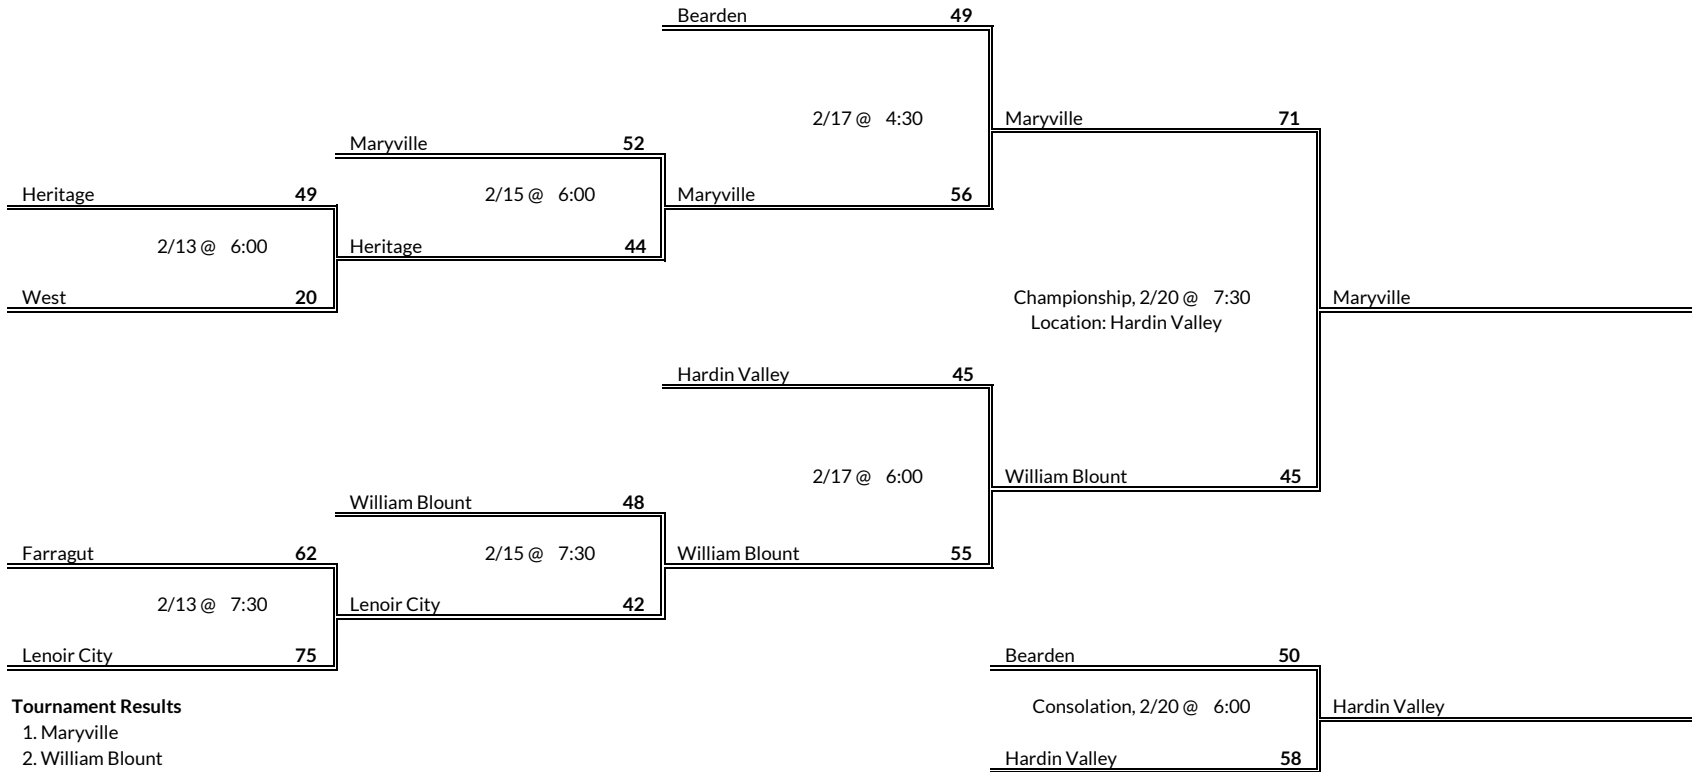 Bearden 49
2/17 @ 4:30
Maryville 71
Maryville 52
Heritage 49
2/15 @ 6:00
Maryville 56
2/13 @ 6:00
Heritage 44
West 20
Championship, 2/20 @ 7:30
Maryville
Location: Hardin Valley
Hardin Valley 45
2/17 @ 6:00
William Blount 45
William Blount 48
Farragut 62
2/15 @ 7:30
William Blount 55
2/13 @ 7:30
Lenoir City 42
Lenoir City 75
Bearden 50
Tournament Results
Consolation, 2/20 @ 6:00
Hardin Valley
1. Maryville
2. William Blount
Hardin Valley 58